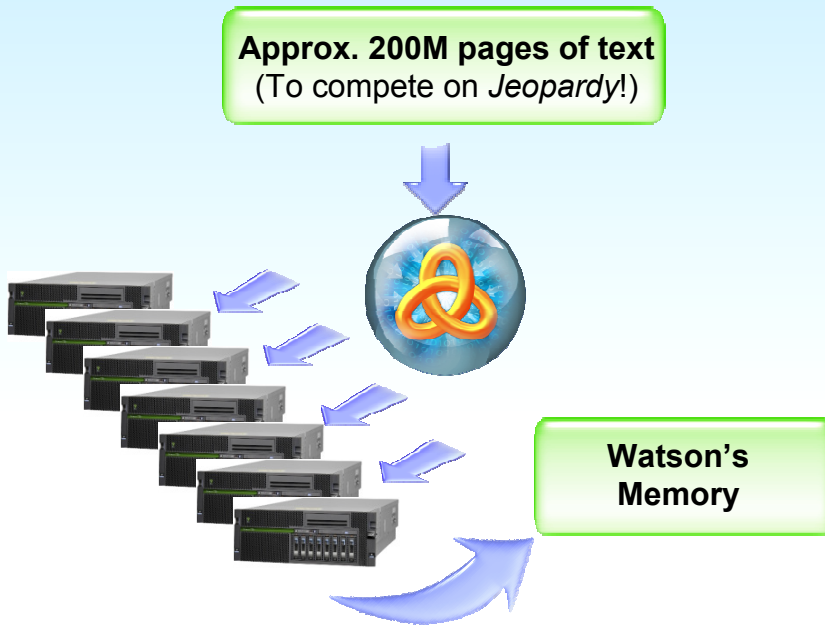 Approx. 200M pages of text
(To compete on Jeopardy!)
Watson's
Memory